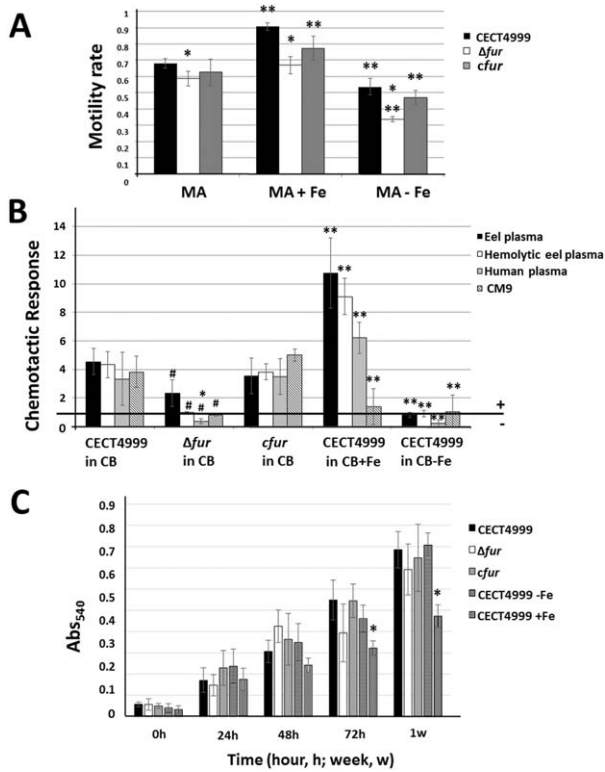 A
Motility rate
1
0.9
0.8
0.7
0.6
0.5
0.4
0.3
0.2
0.1
0
*
**
*
**
**
*
**
**
MA
MA + Fe
MA - Fe
CECT4999
Δfur
cfur
B
Chemotactic Response
14
12
10
8
6
4
2
0
#
#
*
#
#
**
**
**
**
**
**
**
**
+
-
CECT4999 in CB
Δfur in CB
cfur in CB
CECT4999 in CB+Fe
CECT4999 in CB-Fe
Eel plasma
Hemolytic eel plasma
Human plasma
CM9
C
Abs540
0.9
0.8
0.7
0.6
0.5
0.4
0.3
0.2
0.1
0
*
*
0h
24h
48h
72h
1w
Time (hour, h; week, w)
CECT4999
Δfur
cfur
CECT4999 -Fe
CECT4999 +Fe